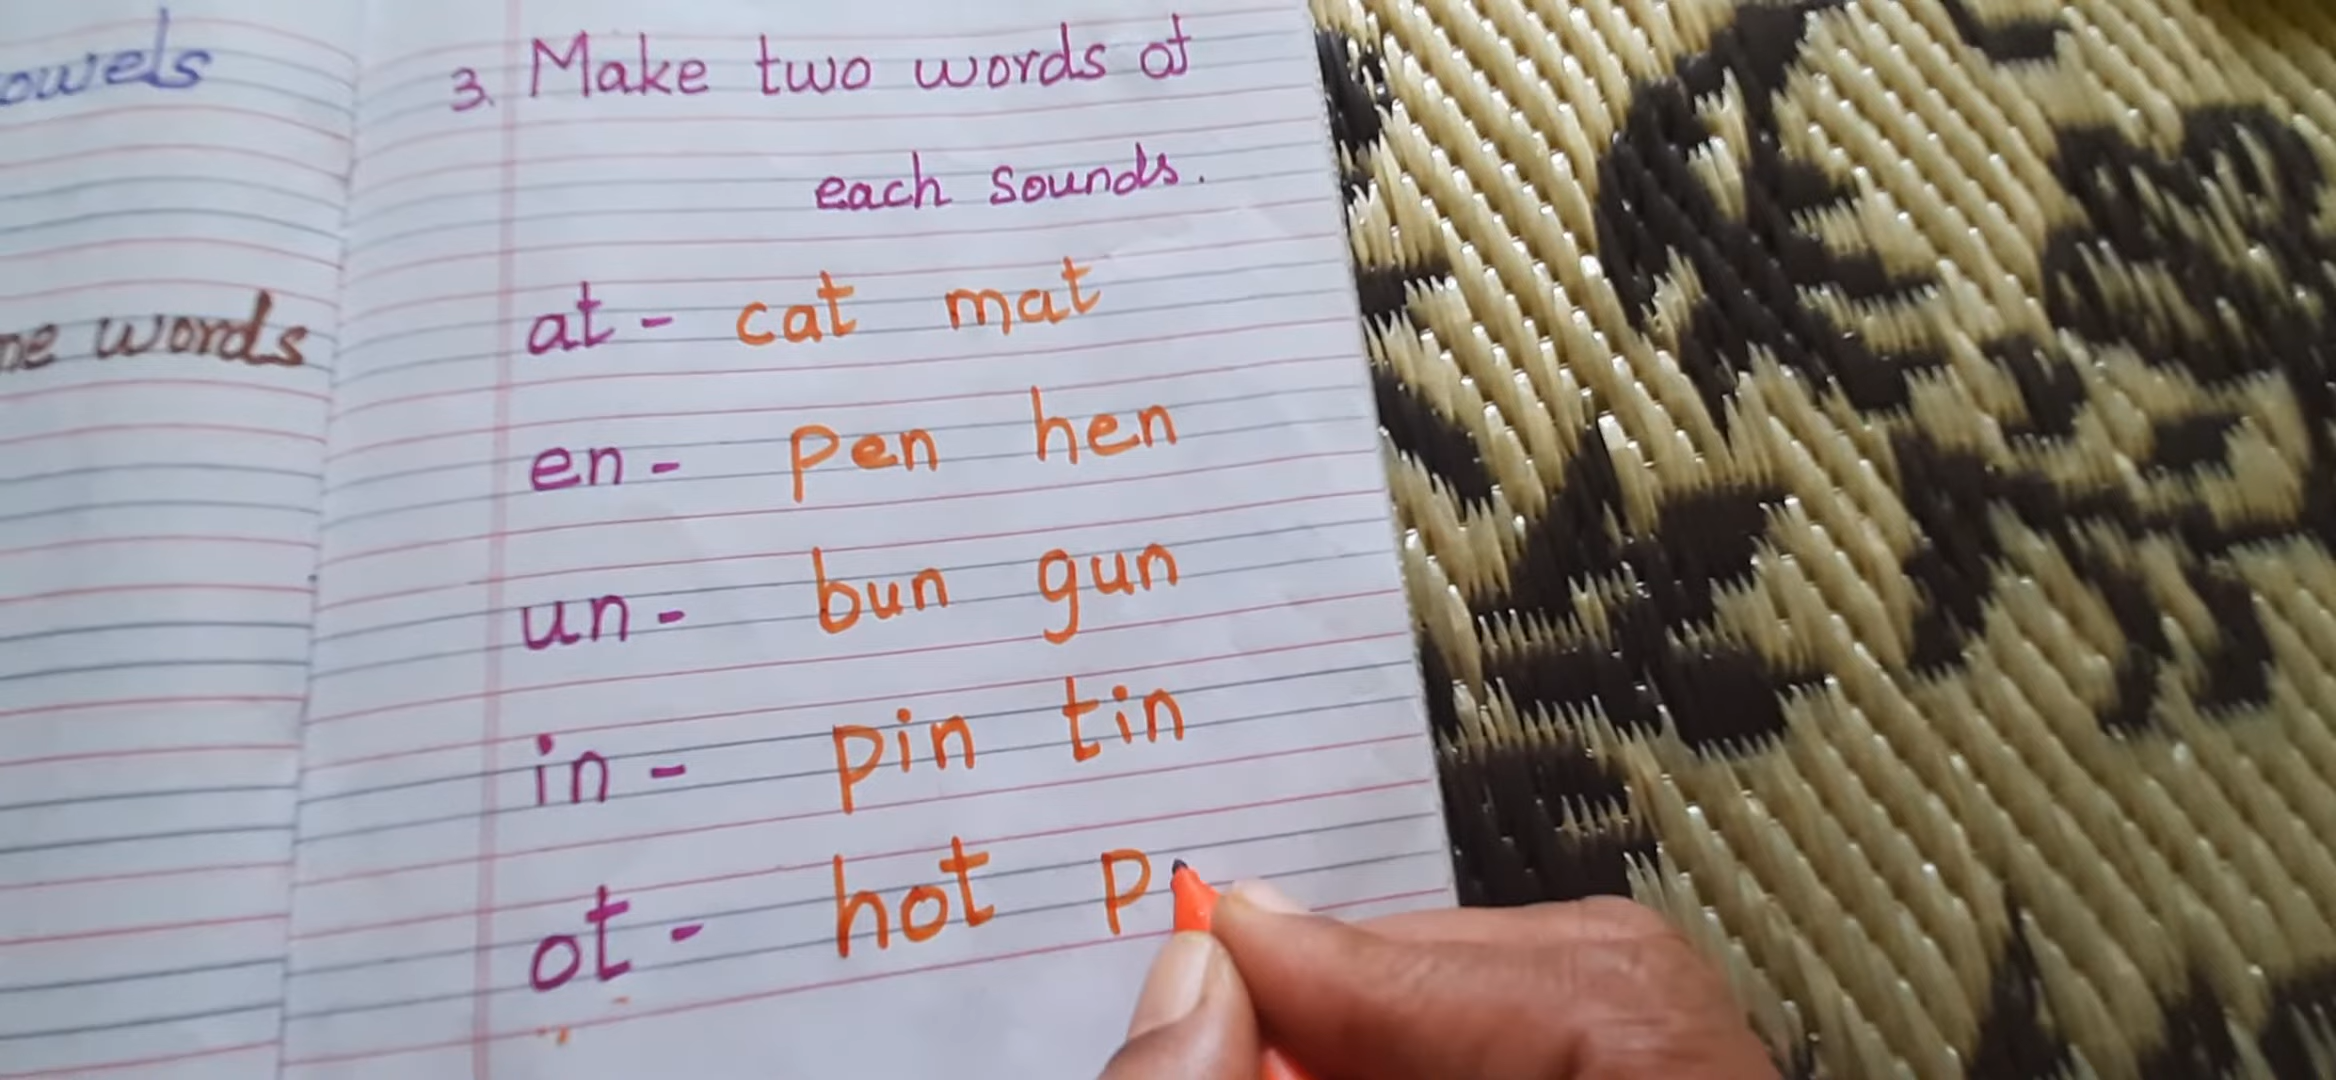 owels
ne words
3. Make two words of
each sounds.
at - cat mat
en - pen hen
un - bun gun
in - pin tin
ot - hot p